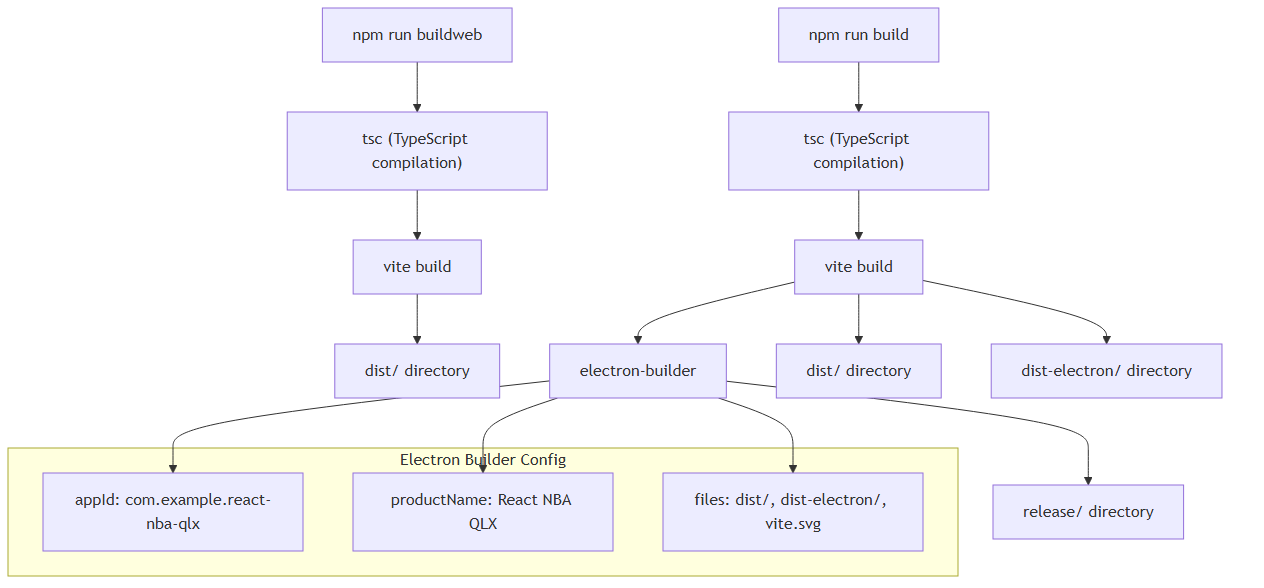 npm run buildweb
npm run build
tsc (TypeScript
compilation)
tsc (TypeScript
compilation)
vite build
vite build
dist/ directory
electron-builder
dist/ directory
dist-electron/ directory
Electron Builder Config
appId: com.example.react-
nba-qlx
productName: React NBA
QLX
files: dist/, dist-electron/,
vite.svg
release/ directory